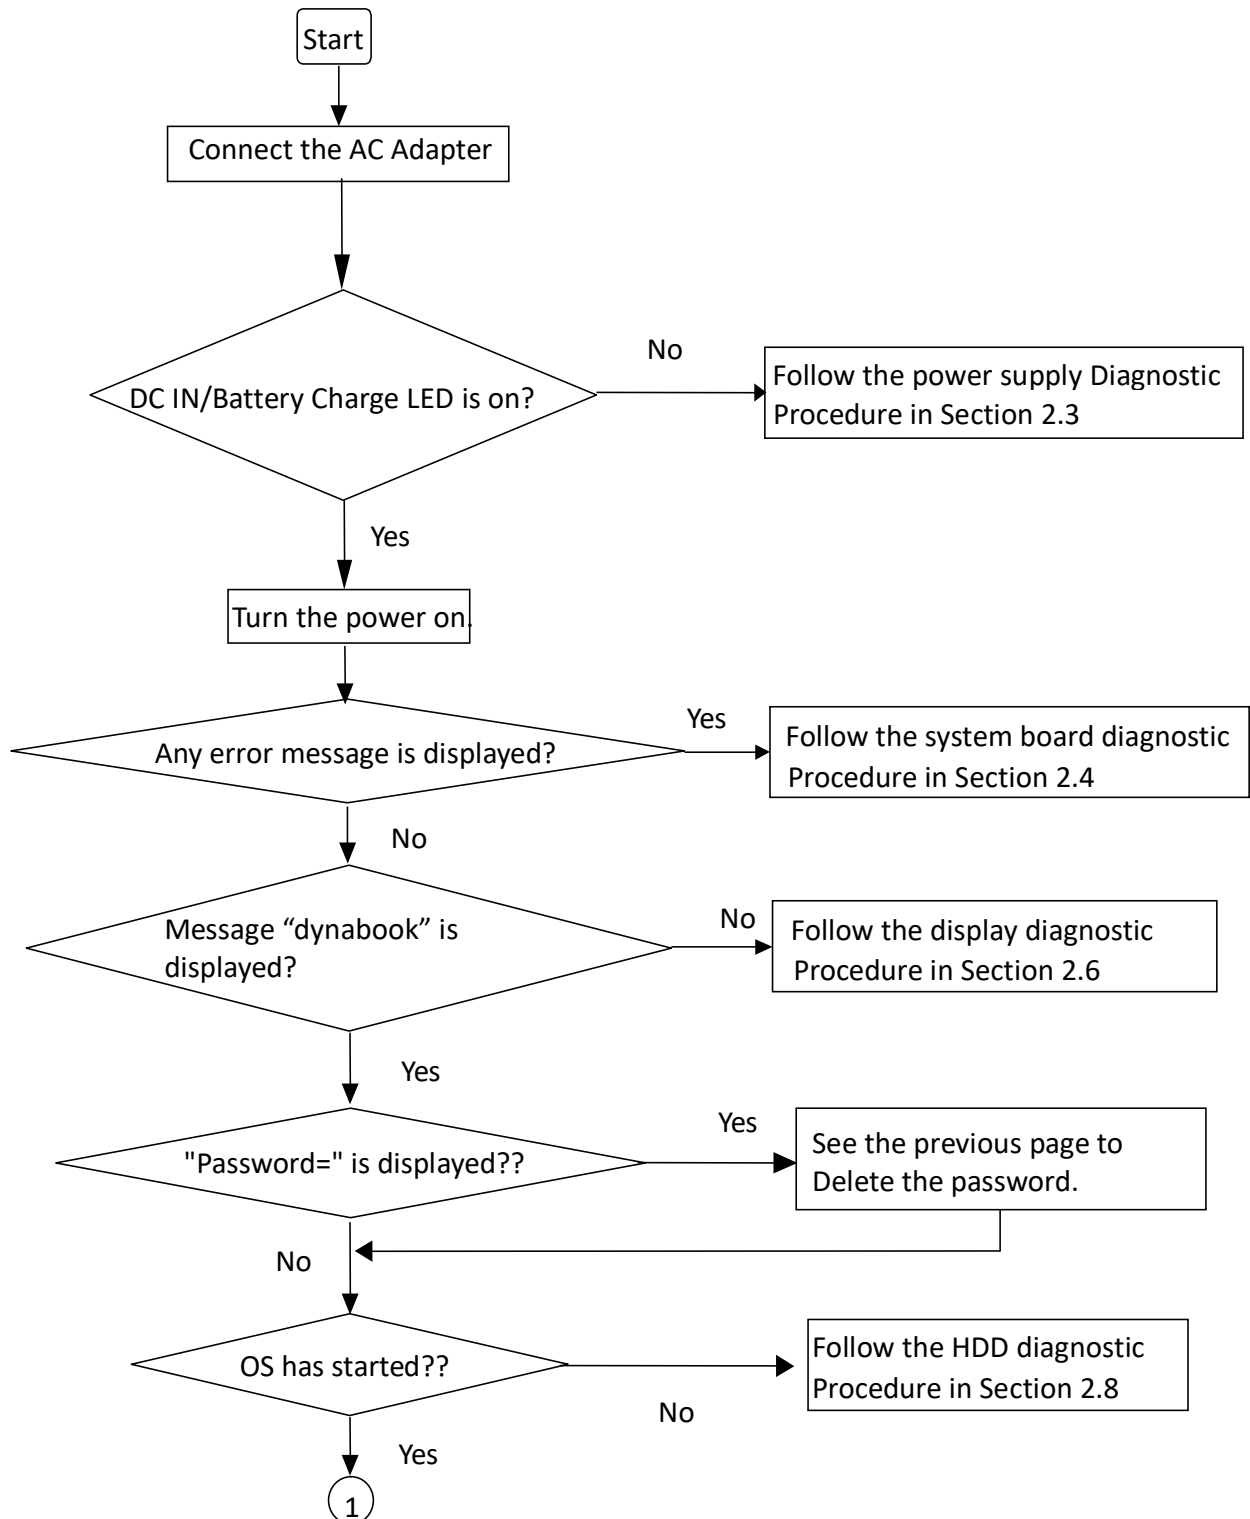 Start
Connect the AC Adapter
No
DC IN/Battery Charge LED is on?
Follow the power supply Diagnostic
Procedure in Section 2.3
Yes
Turn the power on.
Yes
Any error message is displayed?
Follow the system board diagnostic
Procedure in Section 2.4
No
Message “dynabook” is
displayed?
No
Follow the display diagnostic
Procedure in Section 2.6
Yes
"Password=" is displayed??
Yes
See the previous page to
Delete the password.
No
OS has started??
Follow the HDD diagnostic
Procedure in Section 2.8
No
Yes
1